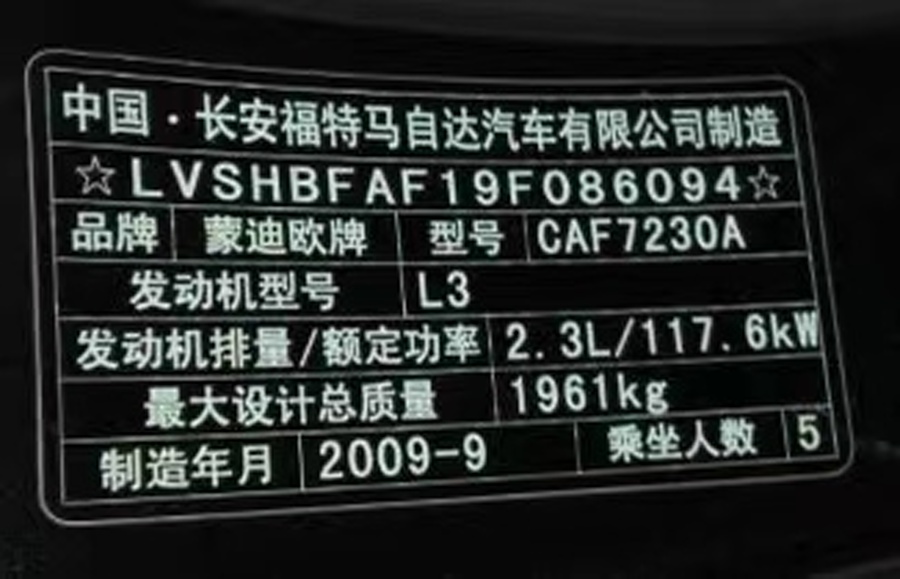 中国·长安福特马自达汽车有限公司制造
☆LVSHBFAF19F086094☆
品牌 蒙迪欧牌 型号 CAF7230A
发动机型号 L3
发动机排量/额定功率 2.3L/117.6kW
最大设计总质量 1961kg
制造年月 2009-9 乘坐人数 5